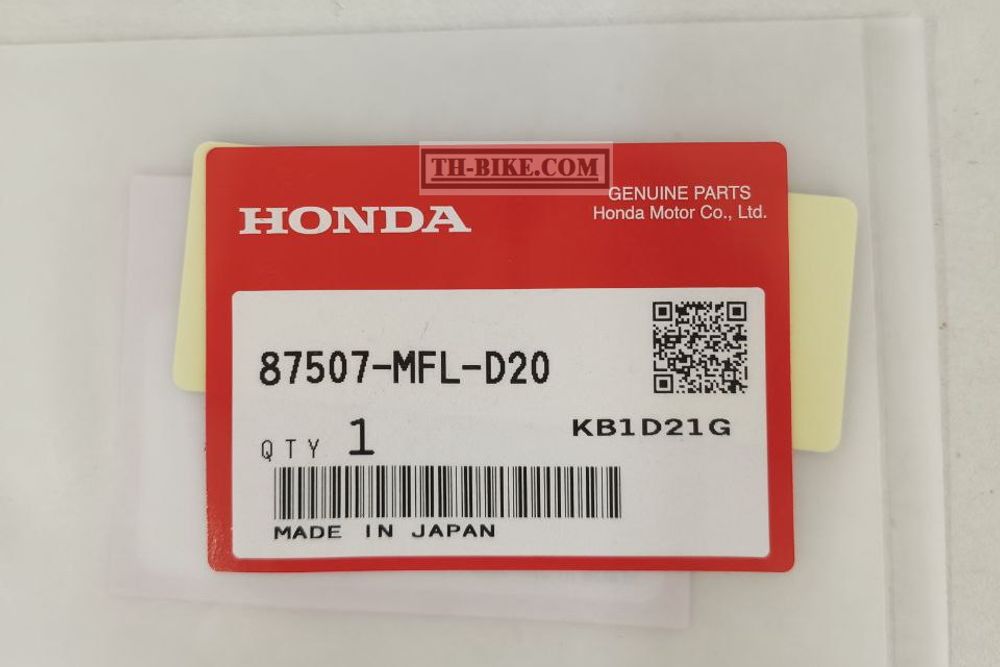 TH-BIKE.COM
HONDA
GENUINE PARTS
Honda Motor Co., Ltd.
87507-MFL-D20
QTY 1
KB1D21G
MADE IN JAPAN